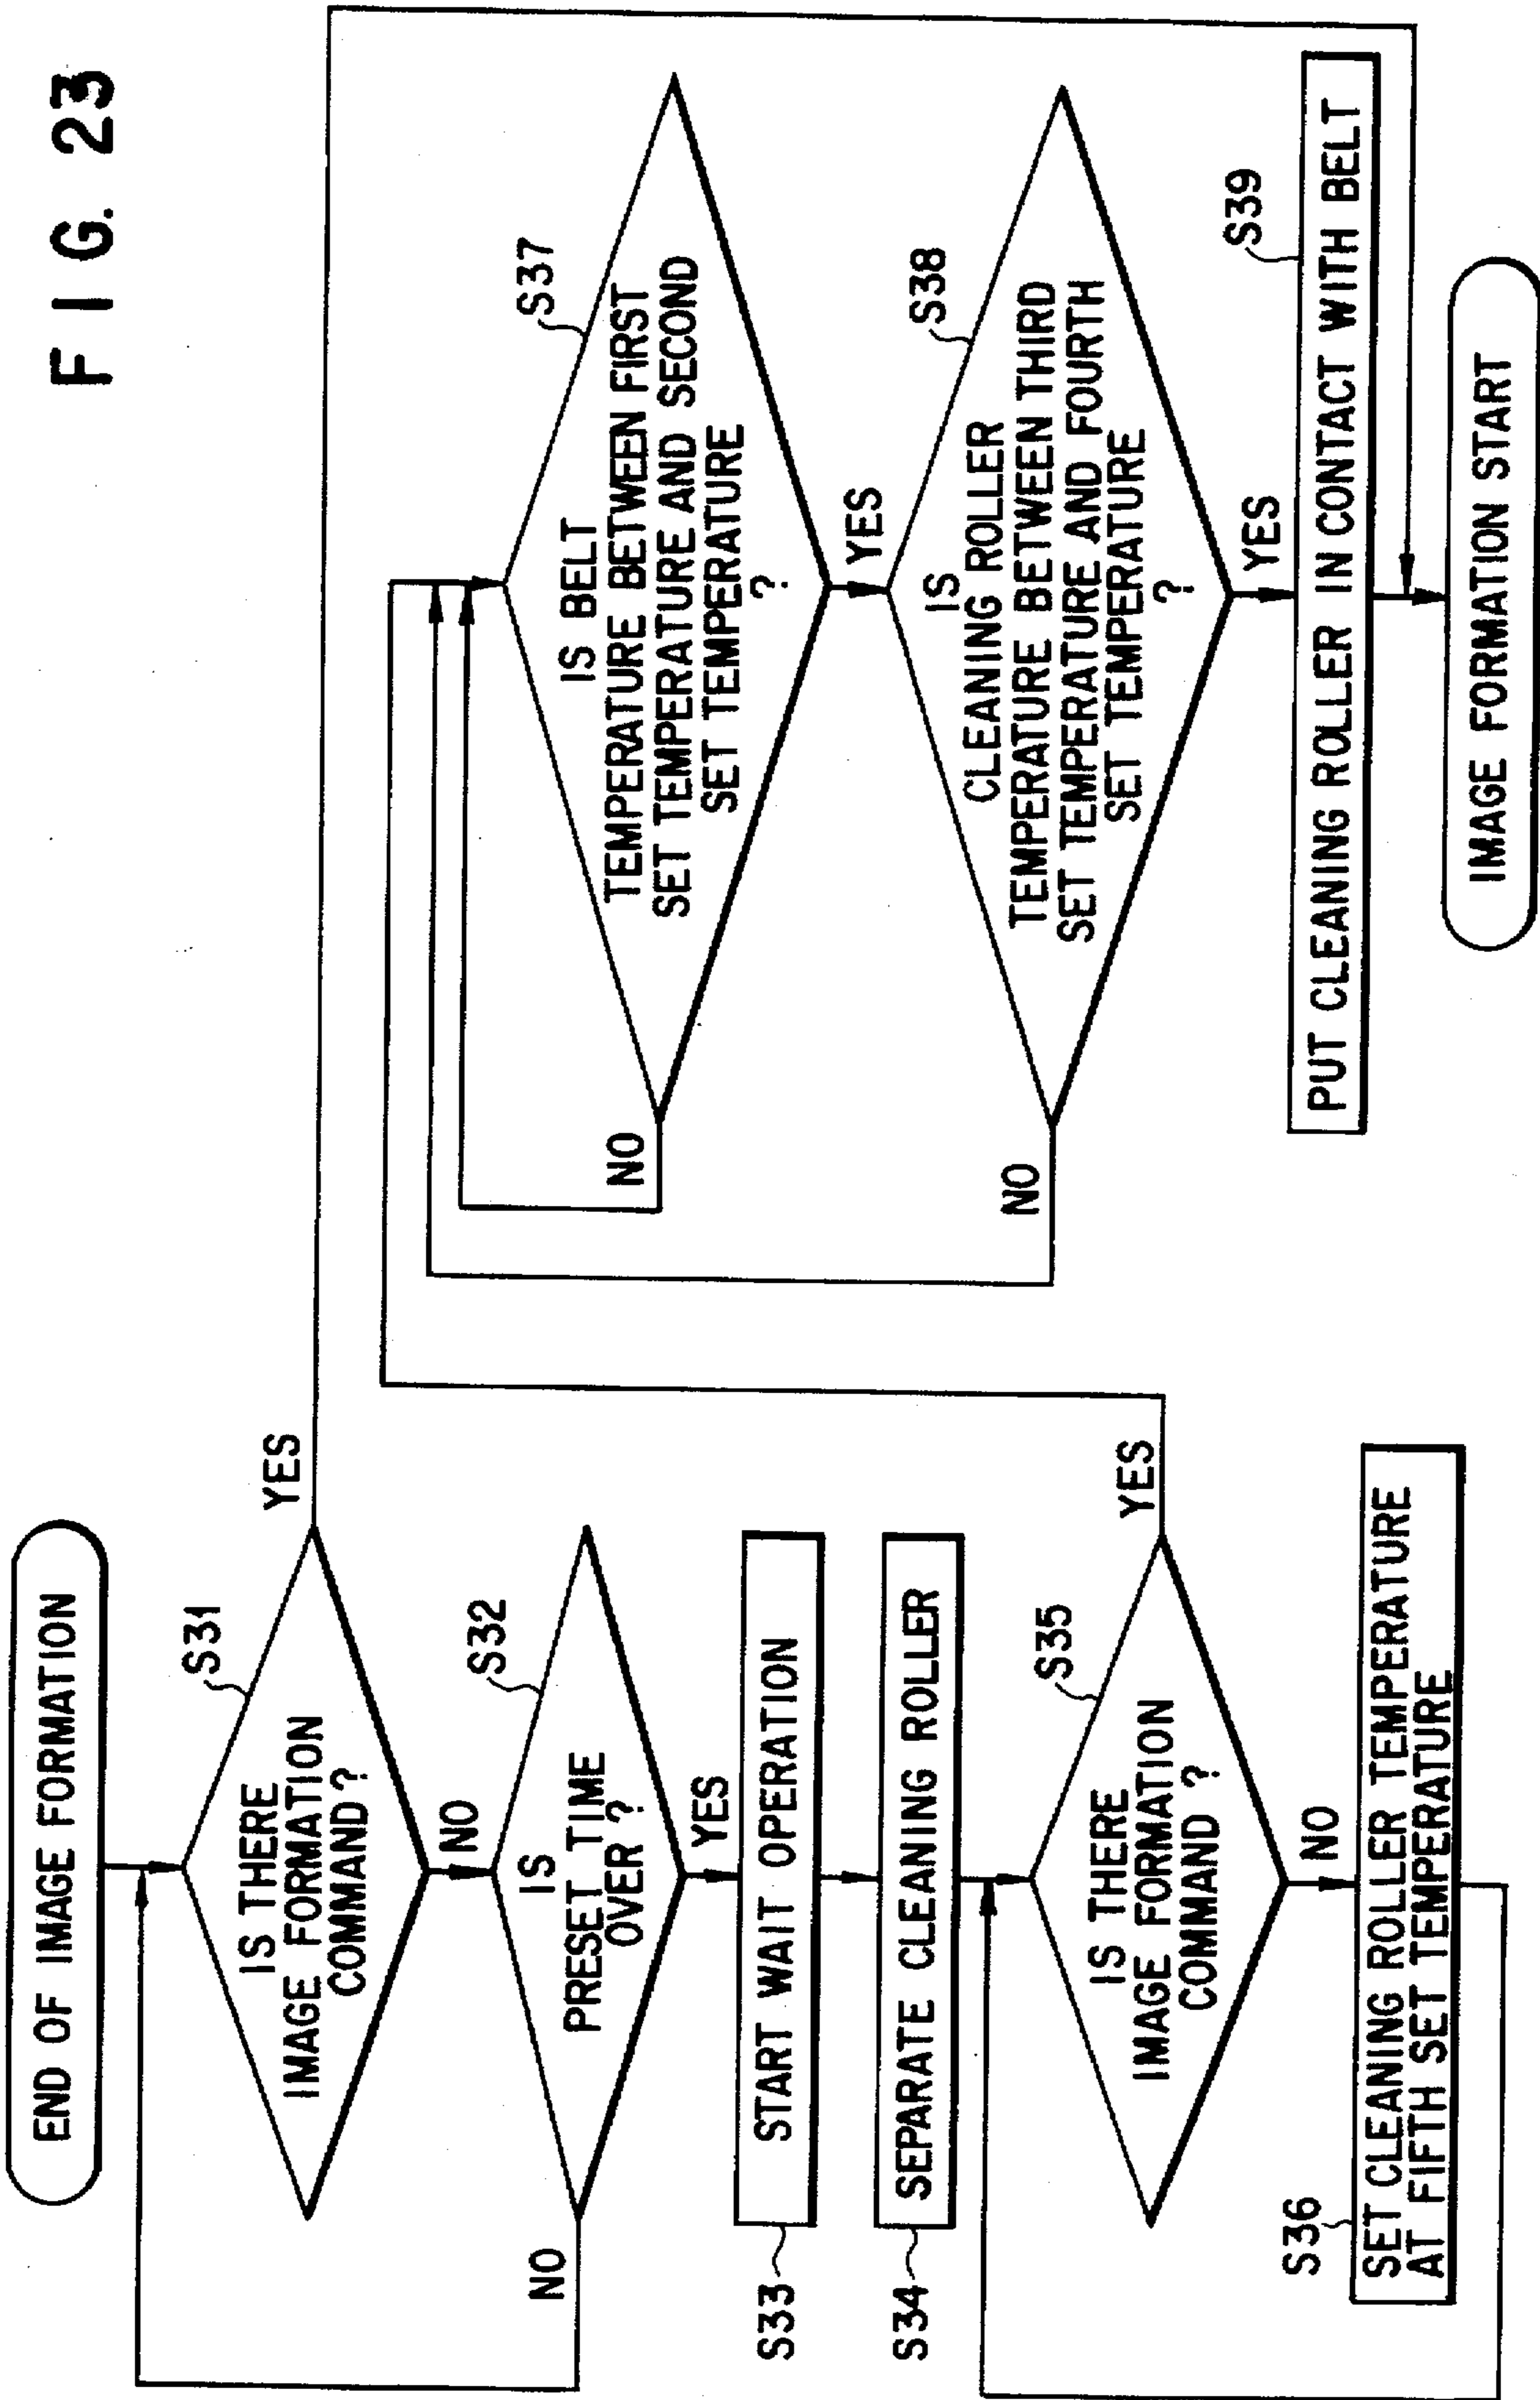 FIG. 23
END OF IMAGE FORMATION
S31
IS THERE
IMAGE FORMATION
COMMAND?
YES
NO
S32
IS
PRESET TIME
OVER?
NO
YES
S33
START WAIT OPERATION
S34
SEPARATE CLEANING ROLLER
S35
IS THERE
IMAGE FORMATION
COMMAND ?
YES
NO
S36
SET CLEANING ROLLER TEMPERATURE
AT FIFTH SET TEMPERATURE
S37
IS BELT
TEMPERATURE BETWEEN FIRST
SET TEMPERATURE AND SECOND
SET TEMPERATURE
?
NO
YES
S38
IS
CLEANING ROLLER
TEMPERATURE BETWEEN THIRD
SET TEMPERATURE AND FOURTH
SET TEMPERATURE
?
NO
YES
S39
PUT CLEANING ROLLER IN CONTACT WITH BELT
IMAGE FORMATION START